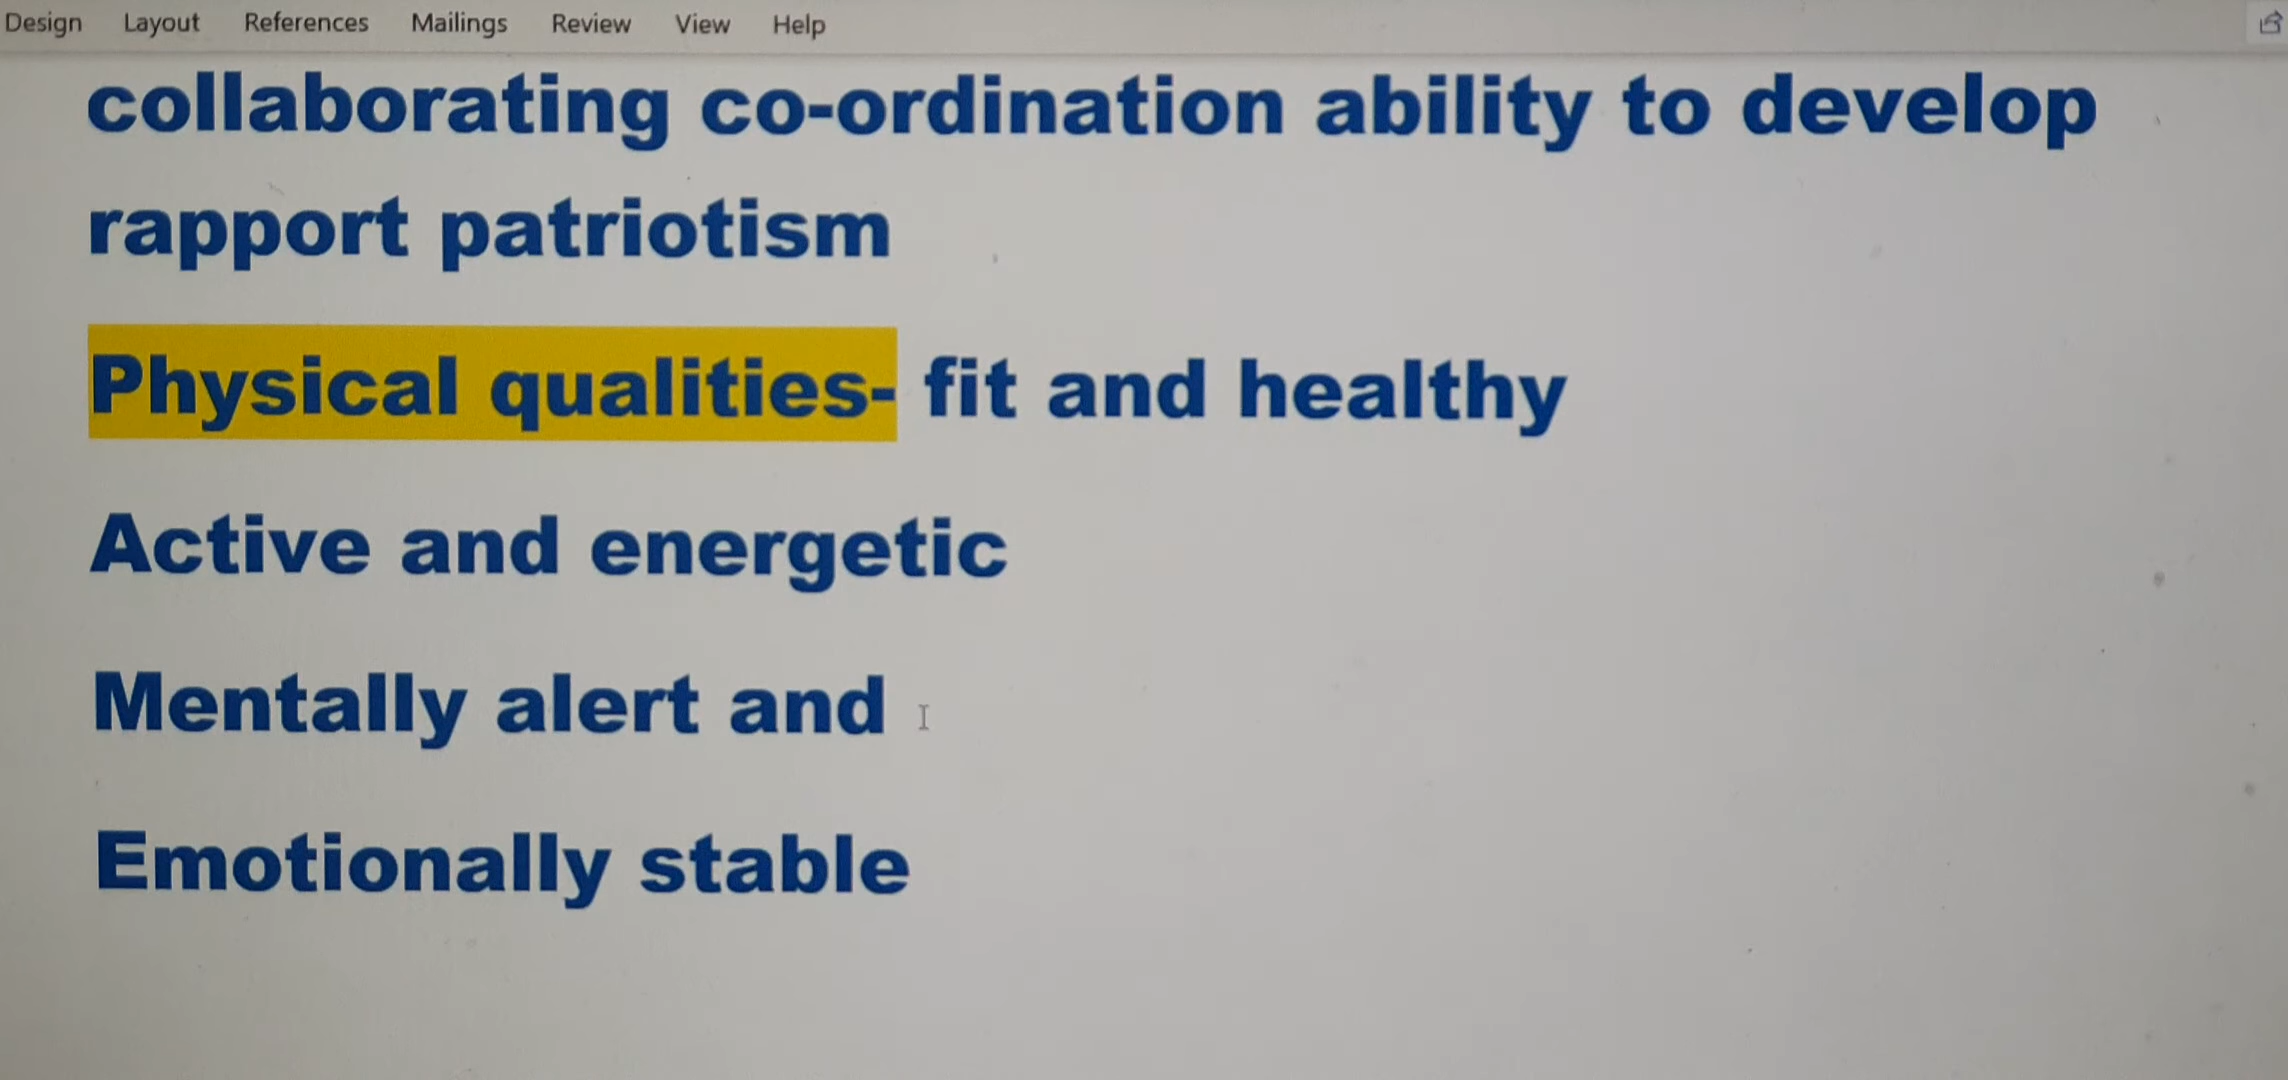 Design Layout References Mailings Review View Help
collaborating co-ordination ability to develop
rapport patriotism
Physical qualities- fit and healthy
Active and energetic
Mentally alert and
Emotionally stable